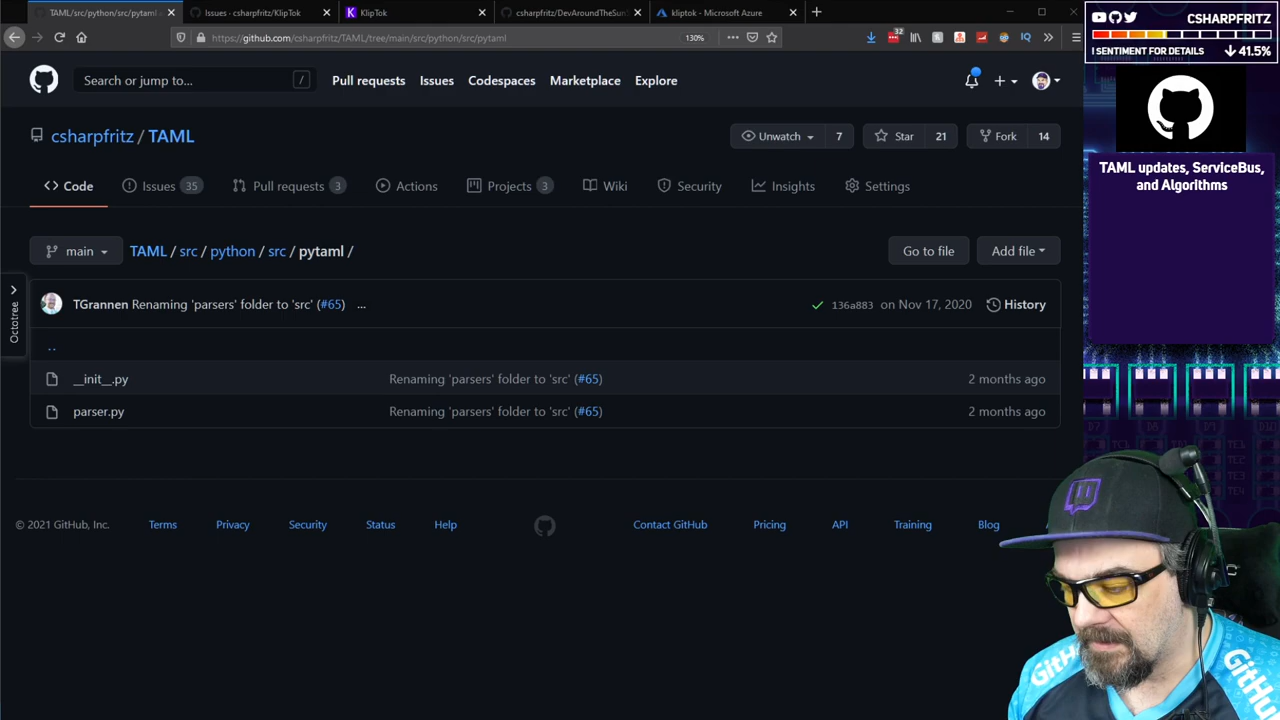 TAML/src/python/src/pytaml
Issues · csharpfritz/KlipTok
KlipTok
csharpfritz/DevAroundTheSun
kliptok - Microsoft Azure
https://github.com/csharpfritz/TAML/tree/main/src/python/src/pytaml
130%
32
IQ
CSHARPFRITZ
! SENTIMENT FOR DETAILS
41.5%
Search or jump to...
/
Pull requests
Issues
Codespaces
Marketplace
Explore
csharpfritz / TAML
Unwatch
7
Star
21
Fork
14
TAML updates, ServiceBus,
and Algorithms
Code
Issues 35
Pull requests 3
Actions
Projects 3
Wiki
Security
Insights
Settings
main
TAML / src / python / src / pytaml /
Go to file
Add file
Octotree
TGrannen Renaming 'parsers' folder to 'src' (#65) ...
136a883 on Nov 17, 2020
History
..
__init__.py
Renaming 'parsers' folder to 'src' (#65)
2 months ago
parser.py
Renaming 'parsers' folder to 'src' (#65)
2 months ago
© 2021 GitHub, Inc.
Terms
Privacy
Security
Status
Help
Contact GitHub
Pricing
API
Training
Blog
GitHub